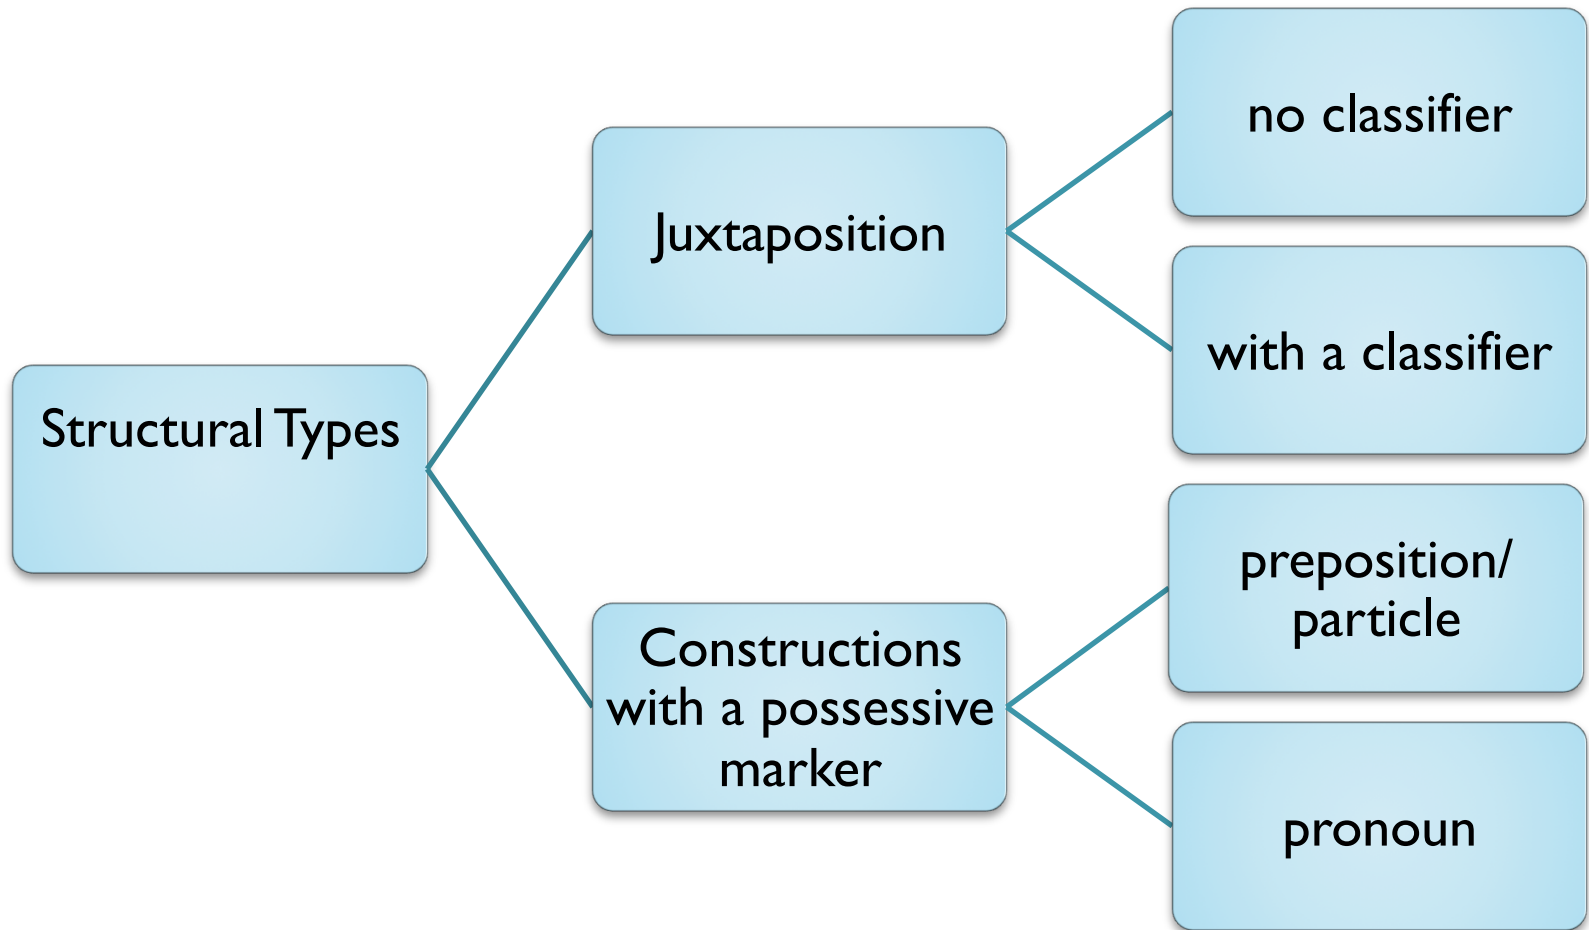 Structural Types
Juxtaposition
no classifier
with a classifier
Constructions
with a possessive
marker
preposition/
particle
pronoun